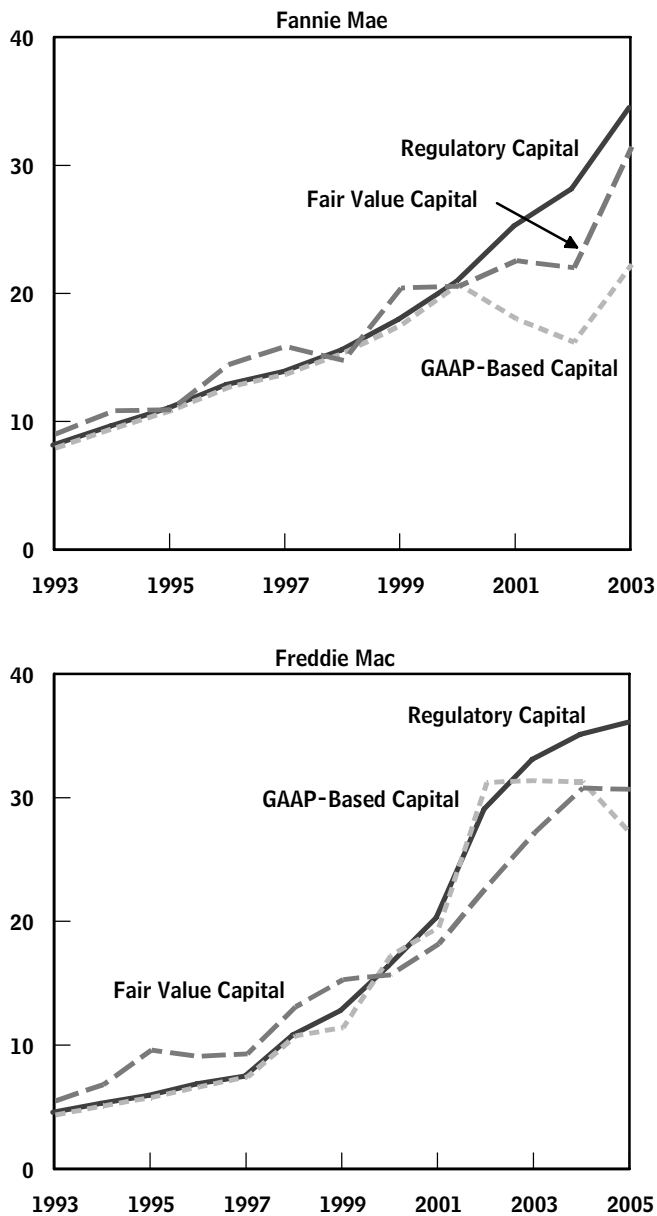 Fannie Mae
40
30
20
10
0
Regulatory Capital
Fair Value Capital
GAAP-Based Capital
1993 1995 1997 1999 2001 2003
Freddie Mac
40
30
20
10
0
Regulatory Capital
GAAP-Based Capital
Fair Value Capital
1993 1995 1997 1999 2001 2003 2005